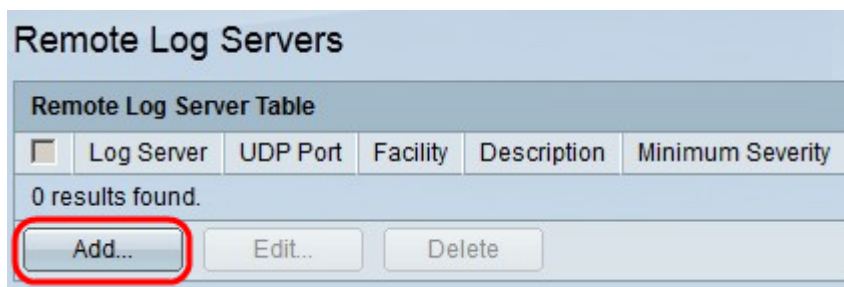 Remote Log Servers
Remote Log Server Table
Log Server UDP Port Facility Description Minimum Severity
0 results found.
Add... Edit... Delete